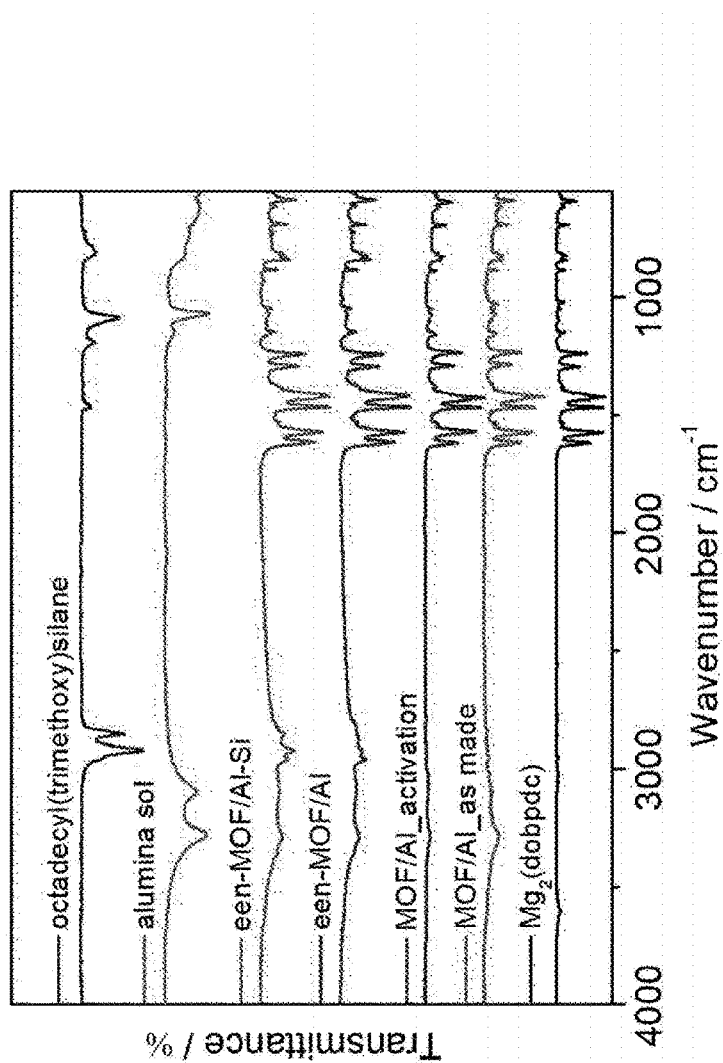 octadecyl(trimethoxy)silane
alumina sol
een-MOF/Al-Si
een-MOF/Al
MOF/Al_activation
MOF/Al_as made
Mg₂(dobpdc)
Transmittance / %
4000
3000
2000
1000
Wavenumber / cm⁻¹